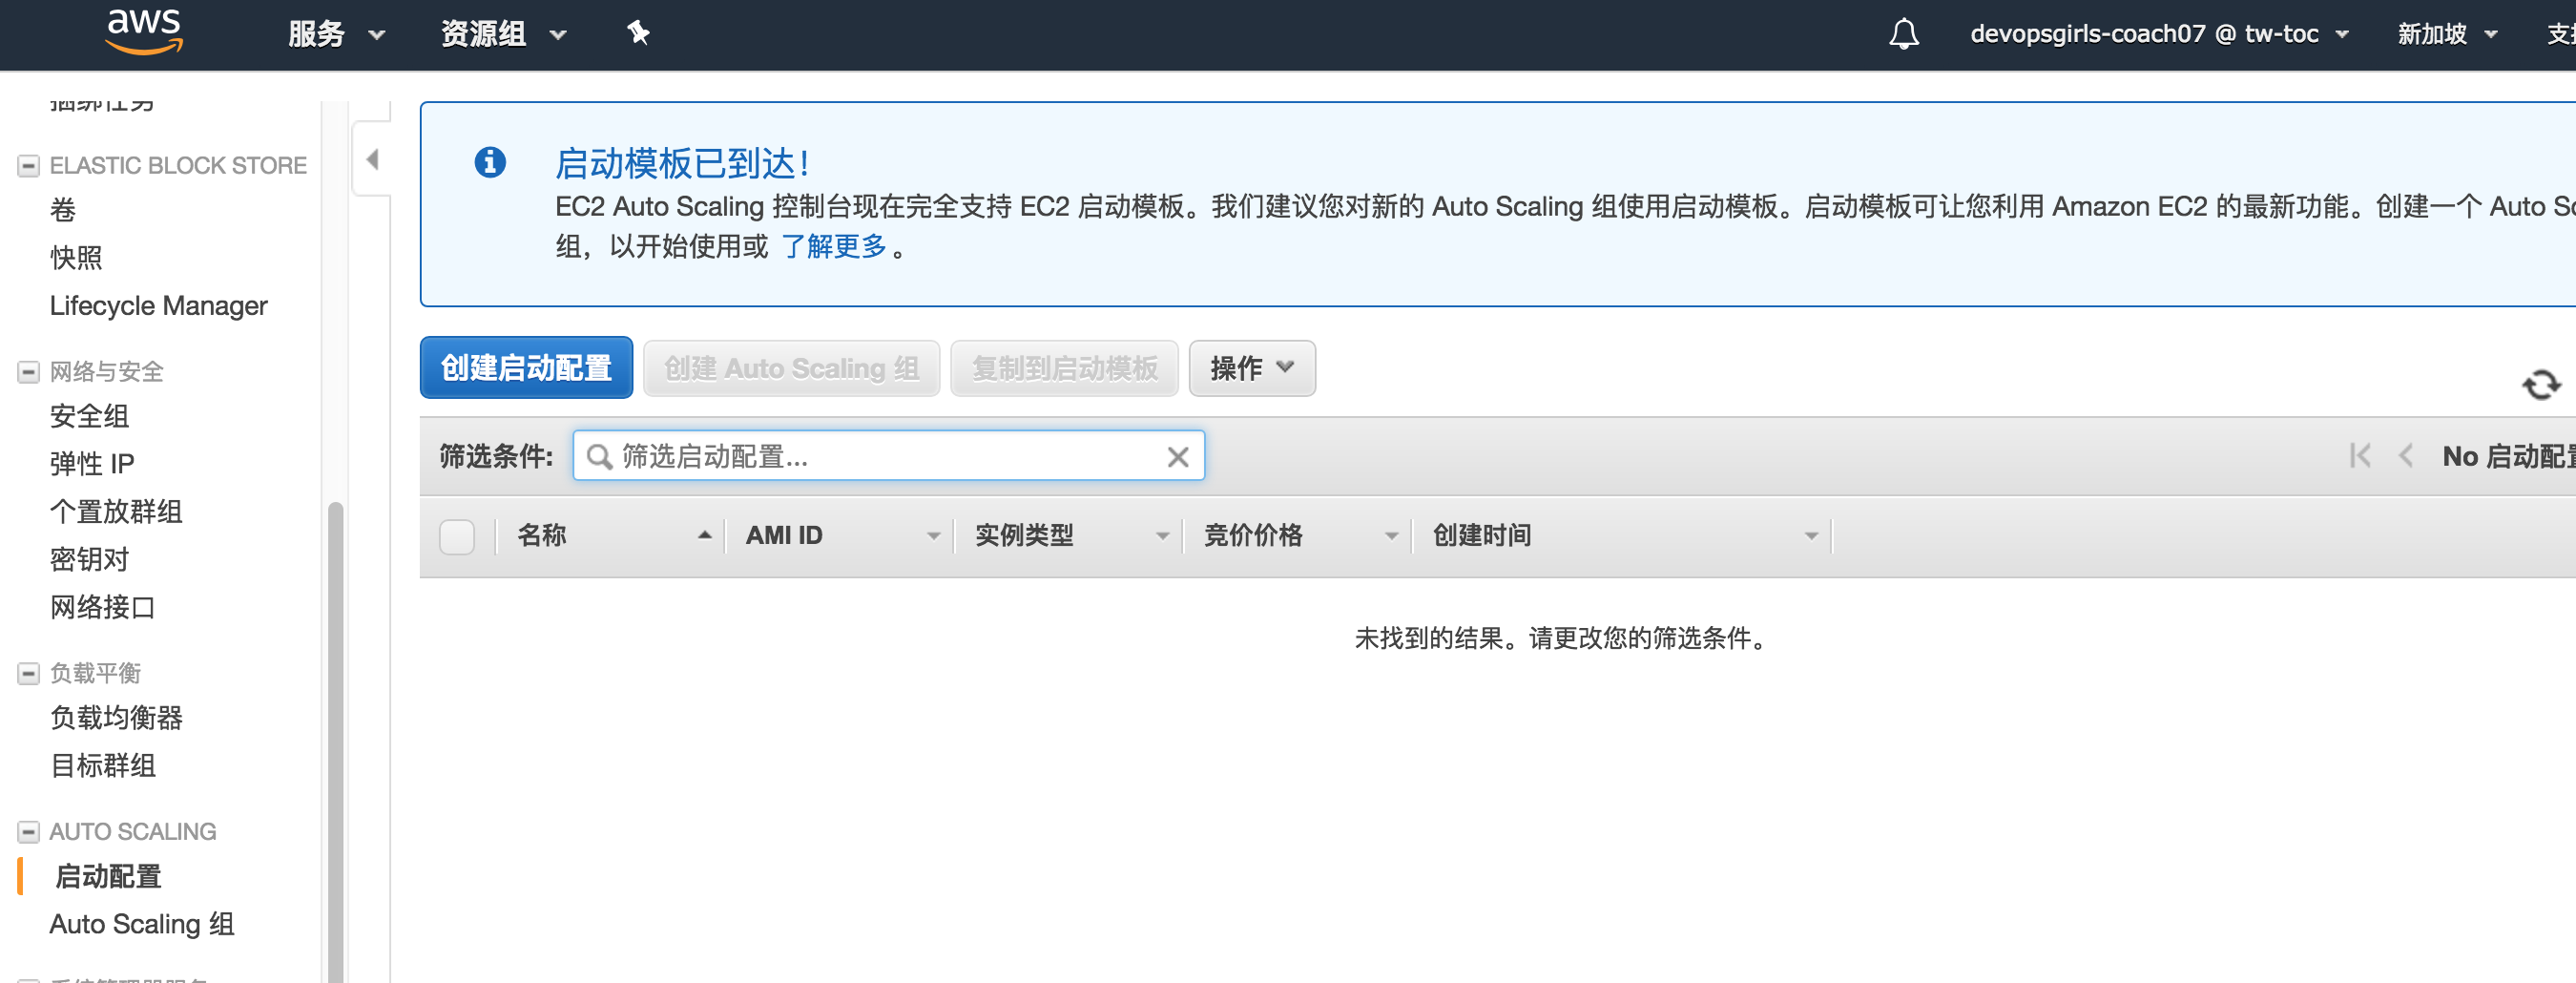 aws
服务
资源组
devopsgirls-coach07 @ tw-toc
新加坡
捆绑任务
ELASTIC BLOCK STORE
卷
快照
Lifecycle Manager
网络与安全
安全组
弹性 IP
个置放群组
密钥对
网络接口
负载平衡
负载均衡器
目标群组
AUTO SCALING
启动配置
Auto Scaling 组
启动模板已到达！
EC2 Auto Scaling 控制台现在完全支持 EC2 启动模板。我们建议您对新的 Auto Scaling 组使用启动模板。启动模板可让您利用 Amazon EC2 的最新功能。创建一个 Auto
组，以开始使用或 了解更多。
创建启动配置
创建 Auto Scaling 组
复制到启动模板
操作
筛选条件:
筛选启动配置...
No 启动配置
名称
AMI ID
实例类型
竞价价格
创建时间
未找到的结果。请更改您的筛选条件。